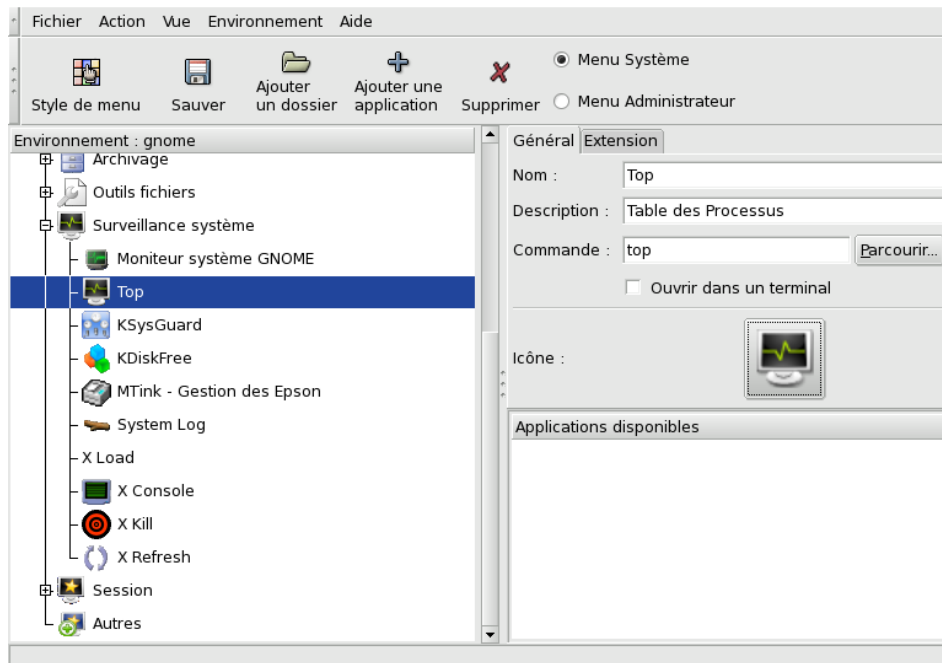 Fichier Action Vue Environnement Aide
Style de menu
Sauver
Ajouter
un dossier
Ajouter une
application
Supprimer
Menu Système
Menu Administrateur
Environnement : gnome
Archivage
Outils fichiers
Surveillance système
Moniteur système GNOME
Top
KSysGuard
KDiskFree
MTink - Gestion des Epson
System Log
X Load
X Console
X Kill
X Refresh
Session
Autres
Général Extension
Nom : Top
Description : Table des Processus
Commande : top Parcourir...
Ouvrir dans un terminal
Icône :
Applications disponibles